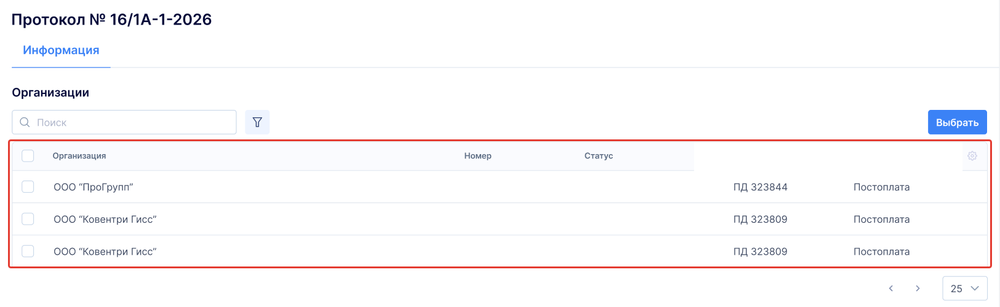 Протокол № 16/1А-1-2026
Информация
Организации
Поиск
Выбрать
Организация Номер Статус
ООО “ПроГрупп” ПД 323844 Постоплата
ООО “Ковентри Гисс” ПД 323809 Постоплата
ООО “Ковентри Гисс” ПД 323809 Постоплата
25